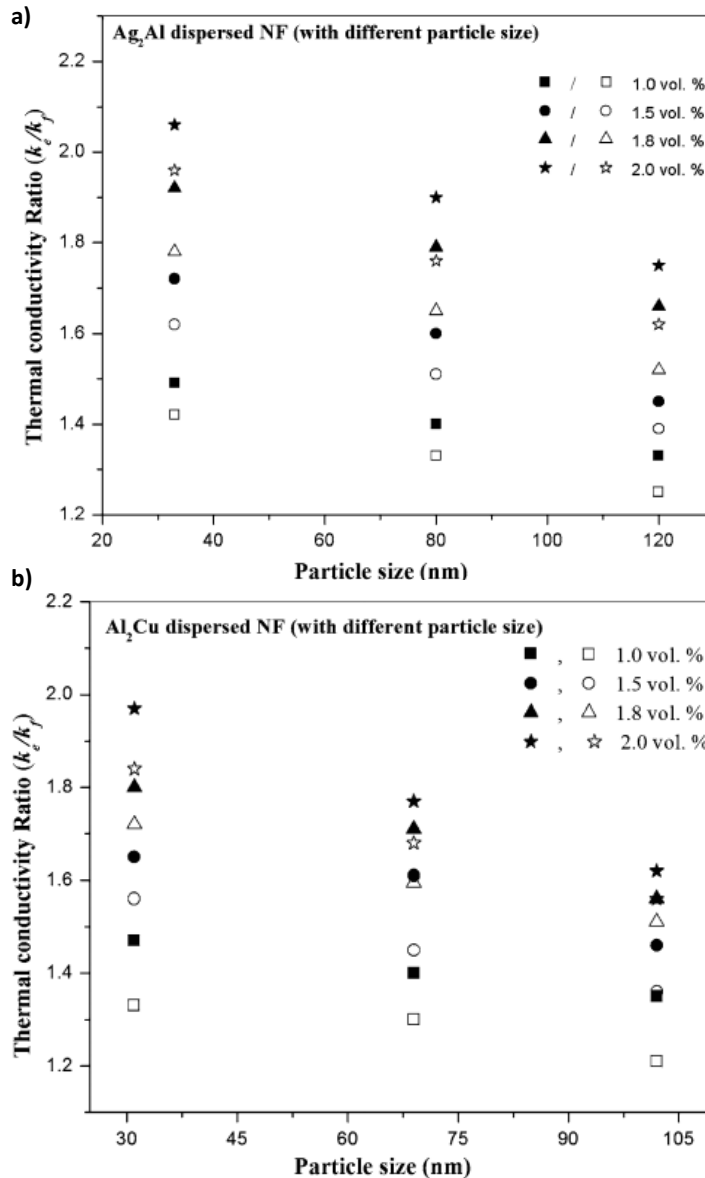 a)
Ag₂Al dispersed NF (with different particle size)
2.2
2.0
1.8
1.6
1.4
1.2
Thermal conductivity Ratio (kₑ/k_f)
/ 1.0 vol. %
/ 1.5 vol. %
/ 1.8 vol. %
/ 2.0 vol. %
20 40 60 80 100 120
Particle size (nm)
b)
Al₂Cu dispersed NF (with different particle size)
2.2
2.0
1.8
1.6
1.4
1.2
Thermal conductivity Ratio (kₑ/k_f)
, 1.0 vol. %
, 1.5 vol. %
, 1.8 vol. %
, 2.0 vol. %
30 45 60 75 90 105
Particle size (nm)